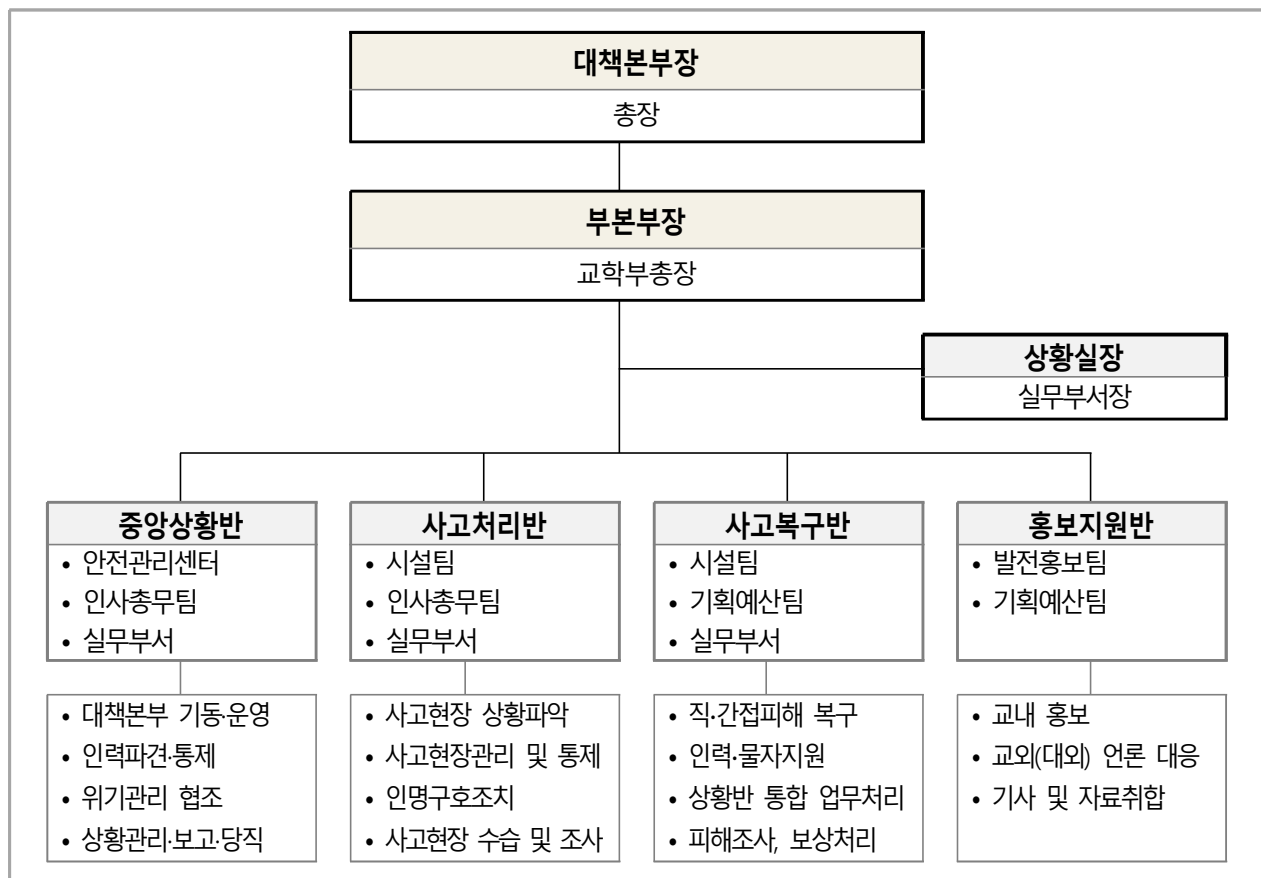 대책본부장
총장
부본부장
교학부총장
상황실장
실무부서장
중앙상황반
• 안전관리센터
• 인사총무팀
• 실무부서
• 대책본부 기동·운영
• 인력파견·통제
• 위기관리 협조
• 상황관리·보고·당직
사고처리반
• 시설팀
• 인사총무팀
• 실무부서
• 사고현장 상황파악
• 사고현장관리 및 통제
• 인명구호조치
• 사고현장 수습 및 조사
사고복구반
• 시설팀
• 기획예산팀
• 실무부서
• 직·간접피해 복구
• 인력·물자지원
• 상황반 통합 업무처리
• 피해조사, 보상처리
홍보지원반
• 발전홍보팀
• 기획예산팀
• 교내 홍보
• 교외(대외) 언론 대응
• 기사 및 자료취합